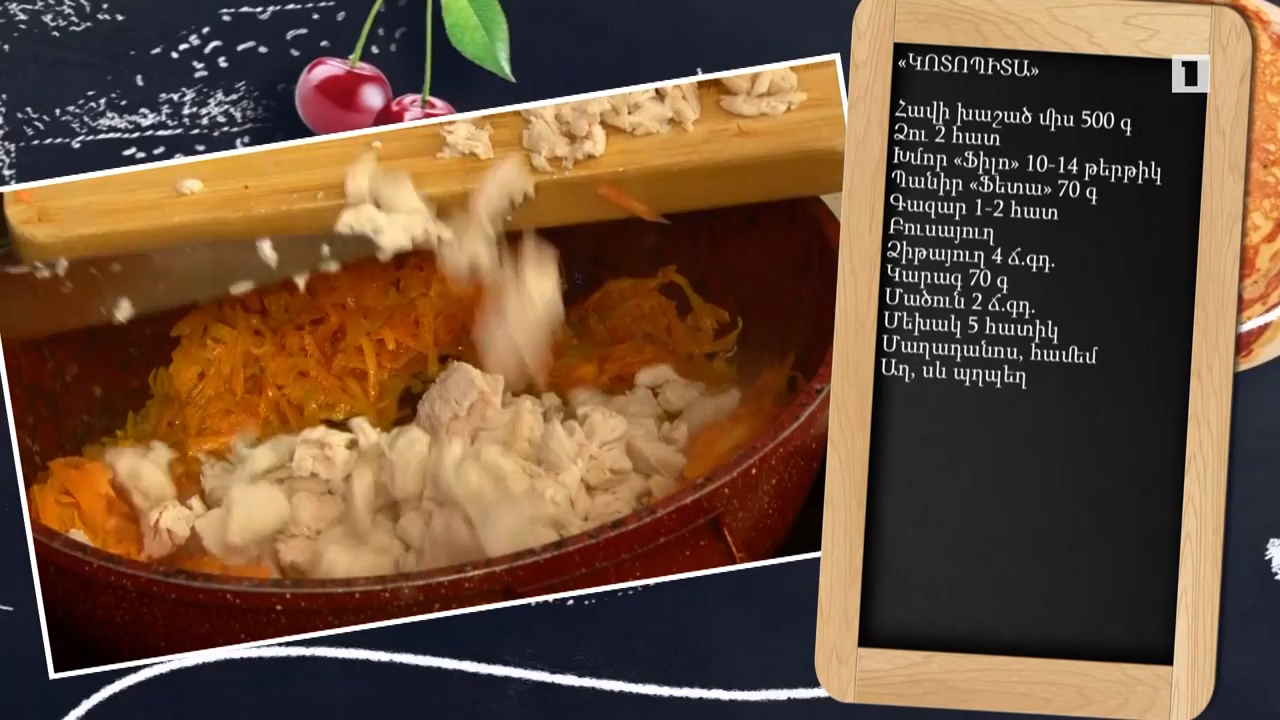 «ԿՈՏՈՊԻՏԱ»
1
Հավի խաշած միս 500 գ
Ձու 2 հատ
Խմոր «Ֆիլո» 10-14 թերթիկ
Պանիր «Ֆետա» 70 գ
Գազար 1-2 հատ
Բուսայուղ
Ձիթայուղ 4 ճ.գդ.
Կարագ 70 գ
Մածուն 2 ճ.գդ.
Մեխակ 5 հատիկ
Մաղադանոս, համեմ
Աղ, սև պղպեղ